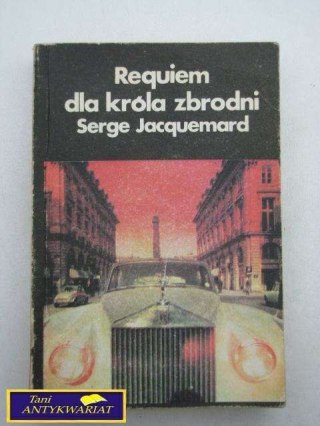 Requiem
dla króla zbrodni
Serge Jacquemard
Tani
ANTYKWARIAT